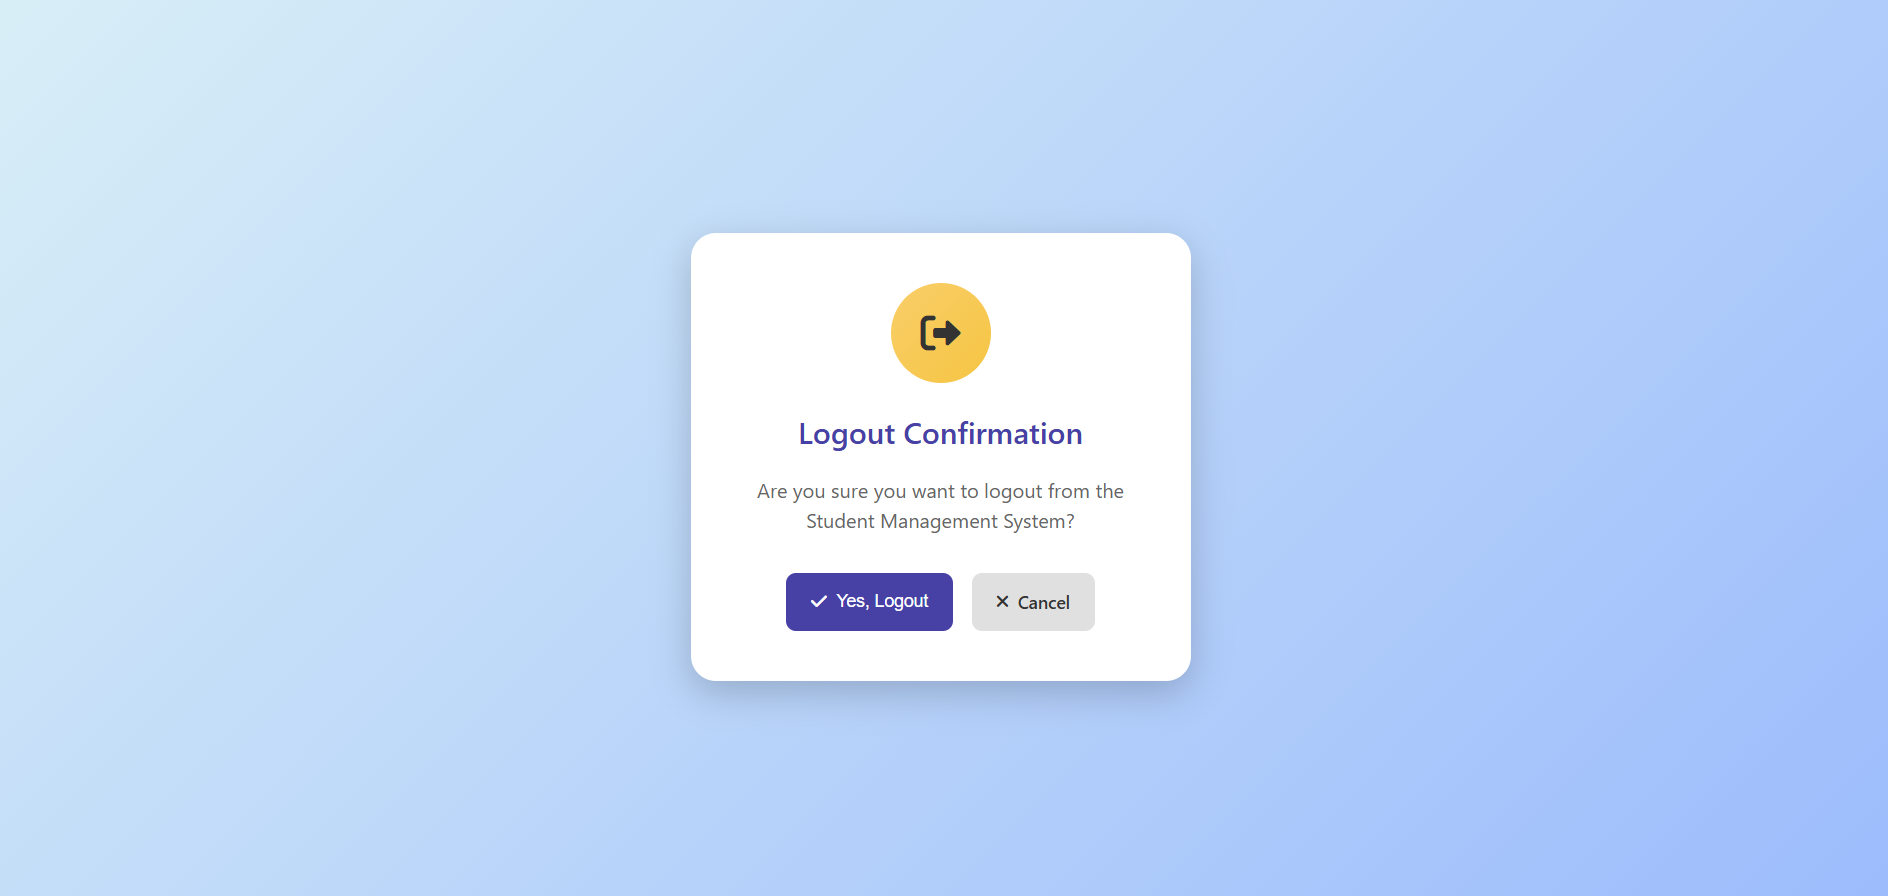 Logout Confirmation
Are you sure you want to logout from the
Student Management System?
Yes, Logout
Cancel